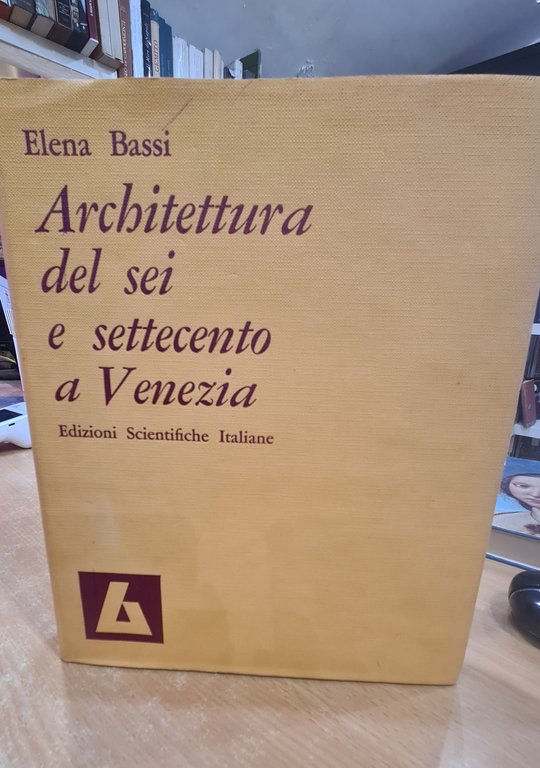 Elena Bassi
Architettura
del sei
e settecento
a Venezia
Edizioni Scientifiche Italiane